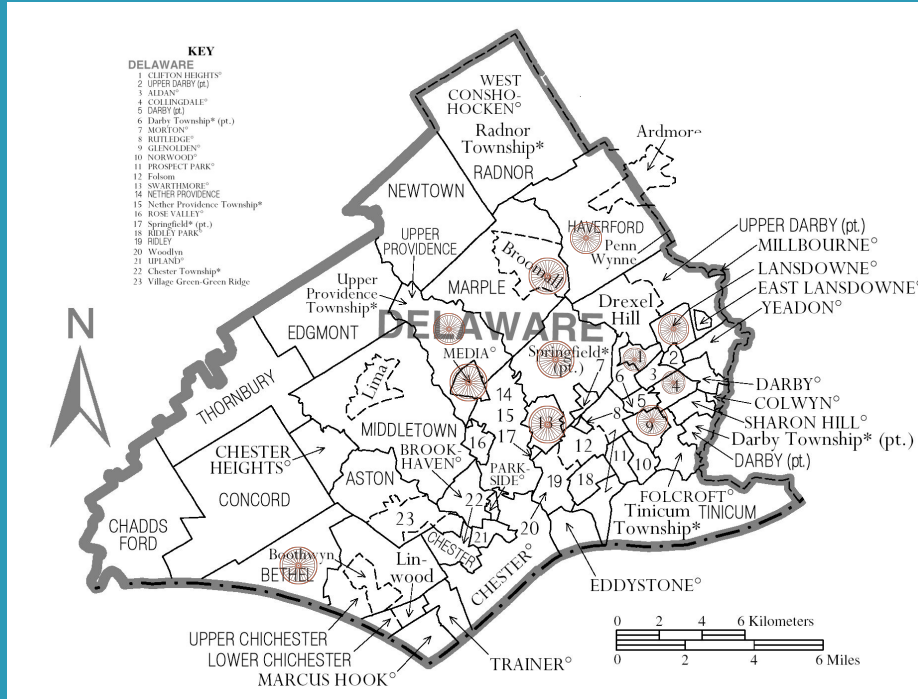 KEY
DELAWARE
1 CLIFTON HEIGHTS°
2 UPPER DARBY (pt.)
3 ALDAN°
4 COLLINGDALE°
5 DARBY (pt.)
6 Darby Township* (pt.)
7 MORTON°
8 RUTLEDGE°
9 GLENOLDEN°
10 NORWOOD°
11 PROSPECT PARK°
12 Folsom
13 SWARTHMORE°
14 NETHER PROVIDENCE
15 Nether Providence Township*
16 ROSE VALLEY°
17 Springfield* (pt.)
18 RIDLEY PARK°
19 RIDLEY
20 Woodlyn
21 UPLAND°
22 Chester Township*
23 Village Green-Green Ridge
WEST
CONSHO-
HOCKEN°
Radnor
Township*
RADNOR
Ardmore
NEWTOWN
HAVERFORD
Penn
Wynne
UPPER
PROVIDENCE
Broomall
MARPLE
UPPER DARBY (pt.)
MILLBOURNE°
LANSDOWNE°
EAST LANSDOWNE°
YEADON°
Upper
Providence
Township*
Drexel
Hill
N
EDGMONT
DELAWARE
MEDIA°
Springfield*
(pt.)
Lima
THORNBURY
1
2
3
4
5
6
7
8
9
10
11
12
13
14
15
16
17
18
19
20
21
22
23
DARBY°
COLWYN°
SHARON HILL°
Darby Township* (pt.)
DARBY (pt.)
MIDDLETOWN
CHESTER
HEIGHTS°
BROOK-
HAVEN°
PARK-
SIDE°
ASTON
CONCORD
FOLCROFT°
TINICUM
Tinicum
Township*
CHADDS
FORD
CHESTER
CHESTER°
Boothwyn
BETHEL
Lin-
wood
EDDYSTONE°
UPPER CHICHESTER
LOWER CHICHESTER
MARCUS HOOK°
TRAINER°
0 2 4 6 Kilometers
0 2 4 6 Miles